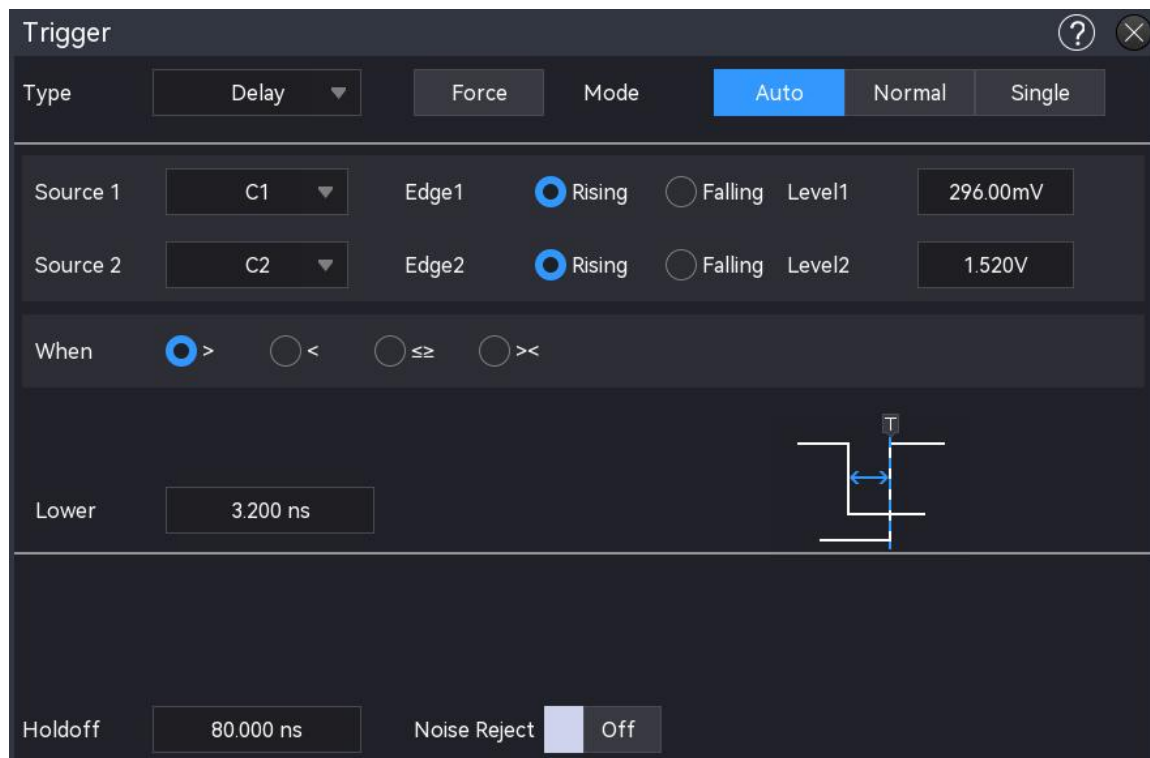 Trigger ?
Type Delay Force Mode Auto Normal Single
Source 1 C1 Edge1 Rising Falling Level1 296.00mV
Source 2 C2 Edge2 Rising Falling Level2 1.520V
When > < ≤≥ ><
T
Lower 3.200 ns
Holdoff 80.000 ns Noise Reject Off